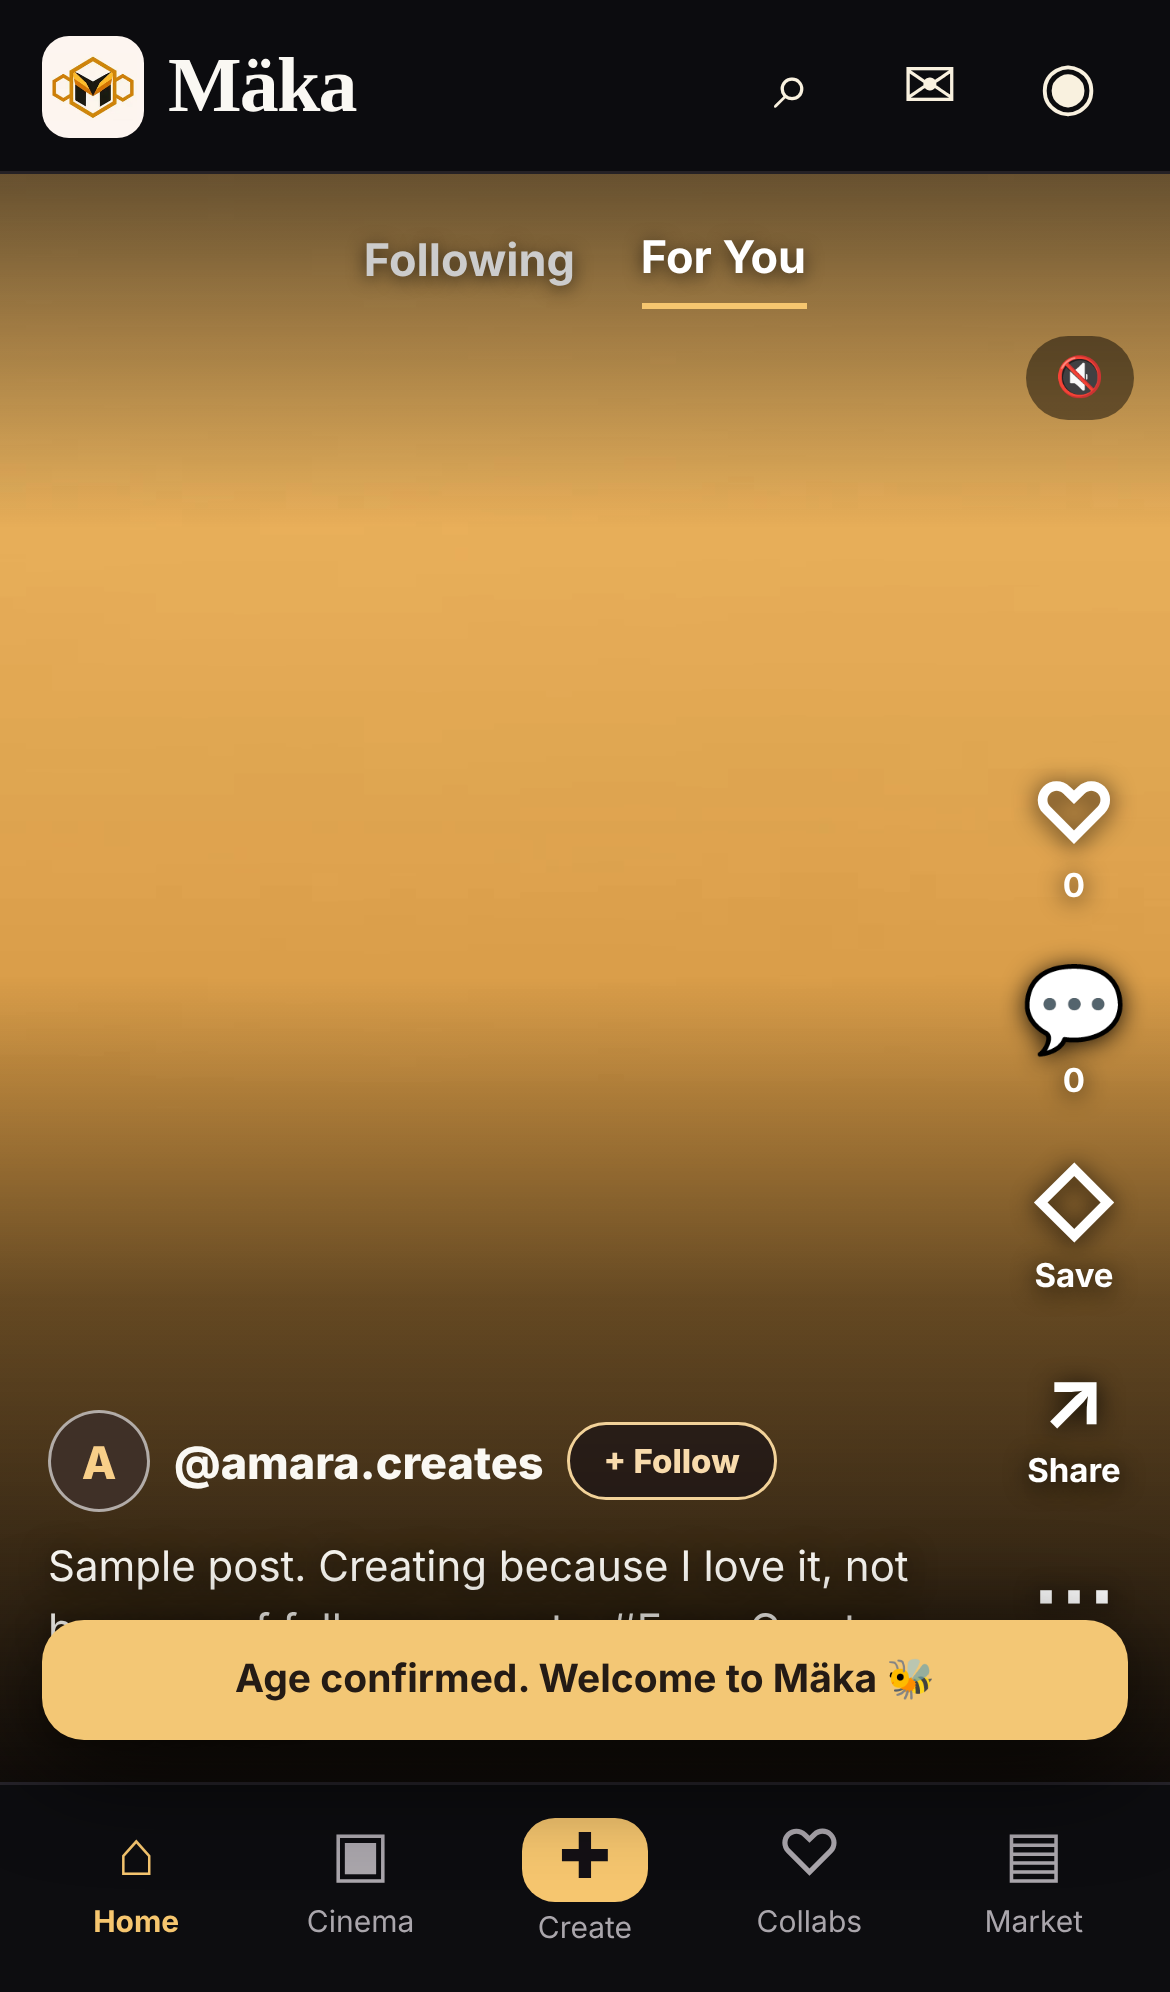 Mäka
Following
For You
0
0
Save
Share
A
@amara.creates
+ Follow
Sample post. Creating because I love it, not
Age confirmed. Welcome to Mäka 🐝
Home
Cinema
Create
Collabs
Market